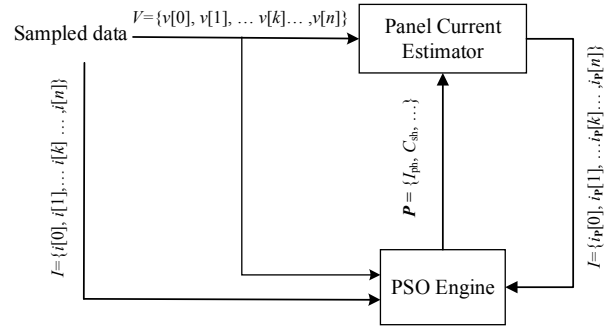 V={v[0], v[1], … v[k]… ,v[n]}
Sampled data
Panel Current
Estimator
I={i[0], i[1],… i[k] … ,i[n]}
P = {Iph, Csh, …}
I={iP[0], iP[1], …iP[k]… ,iP[n]}
PSO Engine